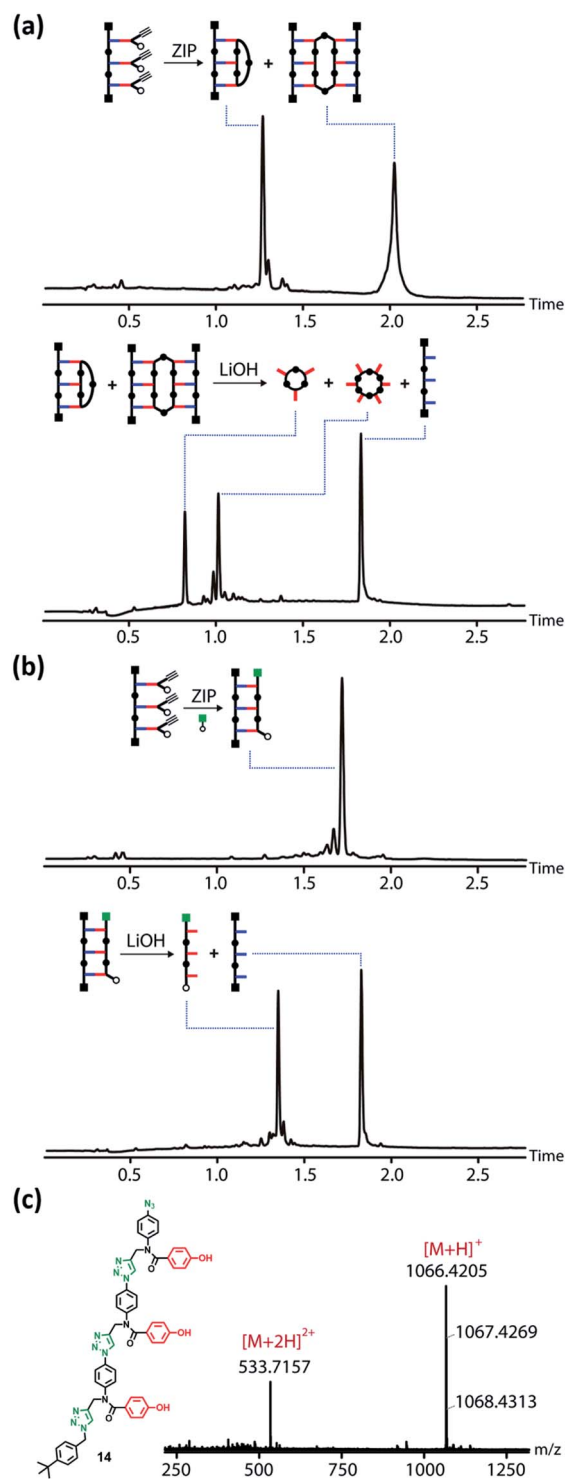 (a)
ZIP
+
0.5 1.0 1.5 2.0 2.5 Time
+ LiOH + +
0.5 1.0 1.5 2.0 2.5 Time
(b)
ZIP
0.5 1.0 1.5 2.0 2.5 Time
LiOH +
0.5 1.0 1.5 2.0 2.5 Time
(c)
N3
N
O
OH
N=N
N
N
O
OH
N=N
N
N
O
OH
N=N
N
14
[M+H]+
1066.4205
[M+2H]2+
533.7157
1067.4269
1068.4313
m/z
250 500 750 1000 1250